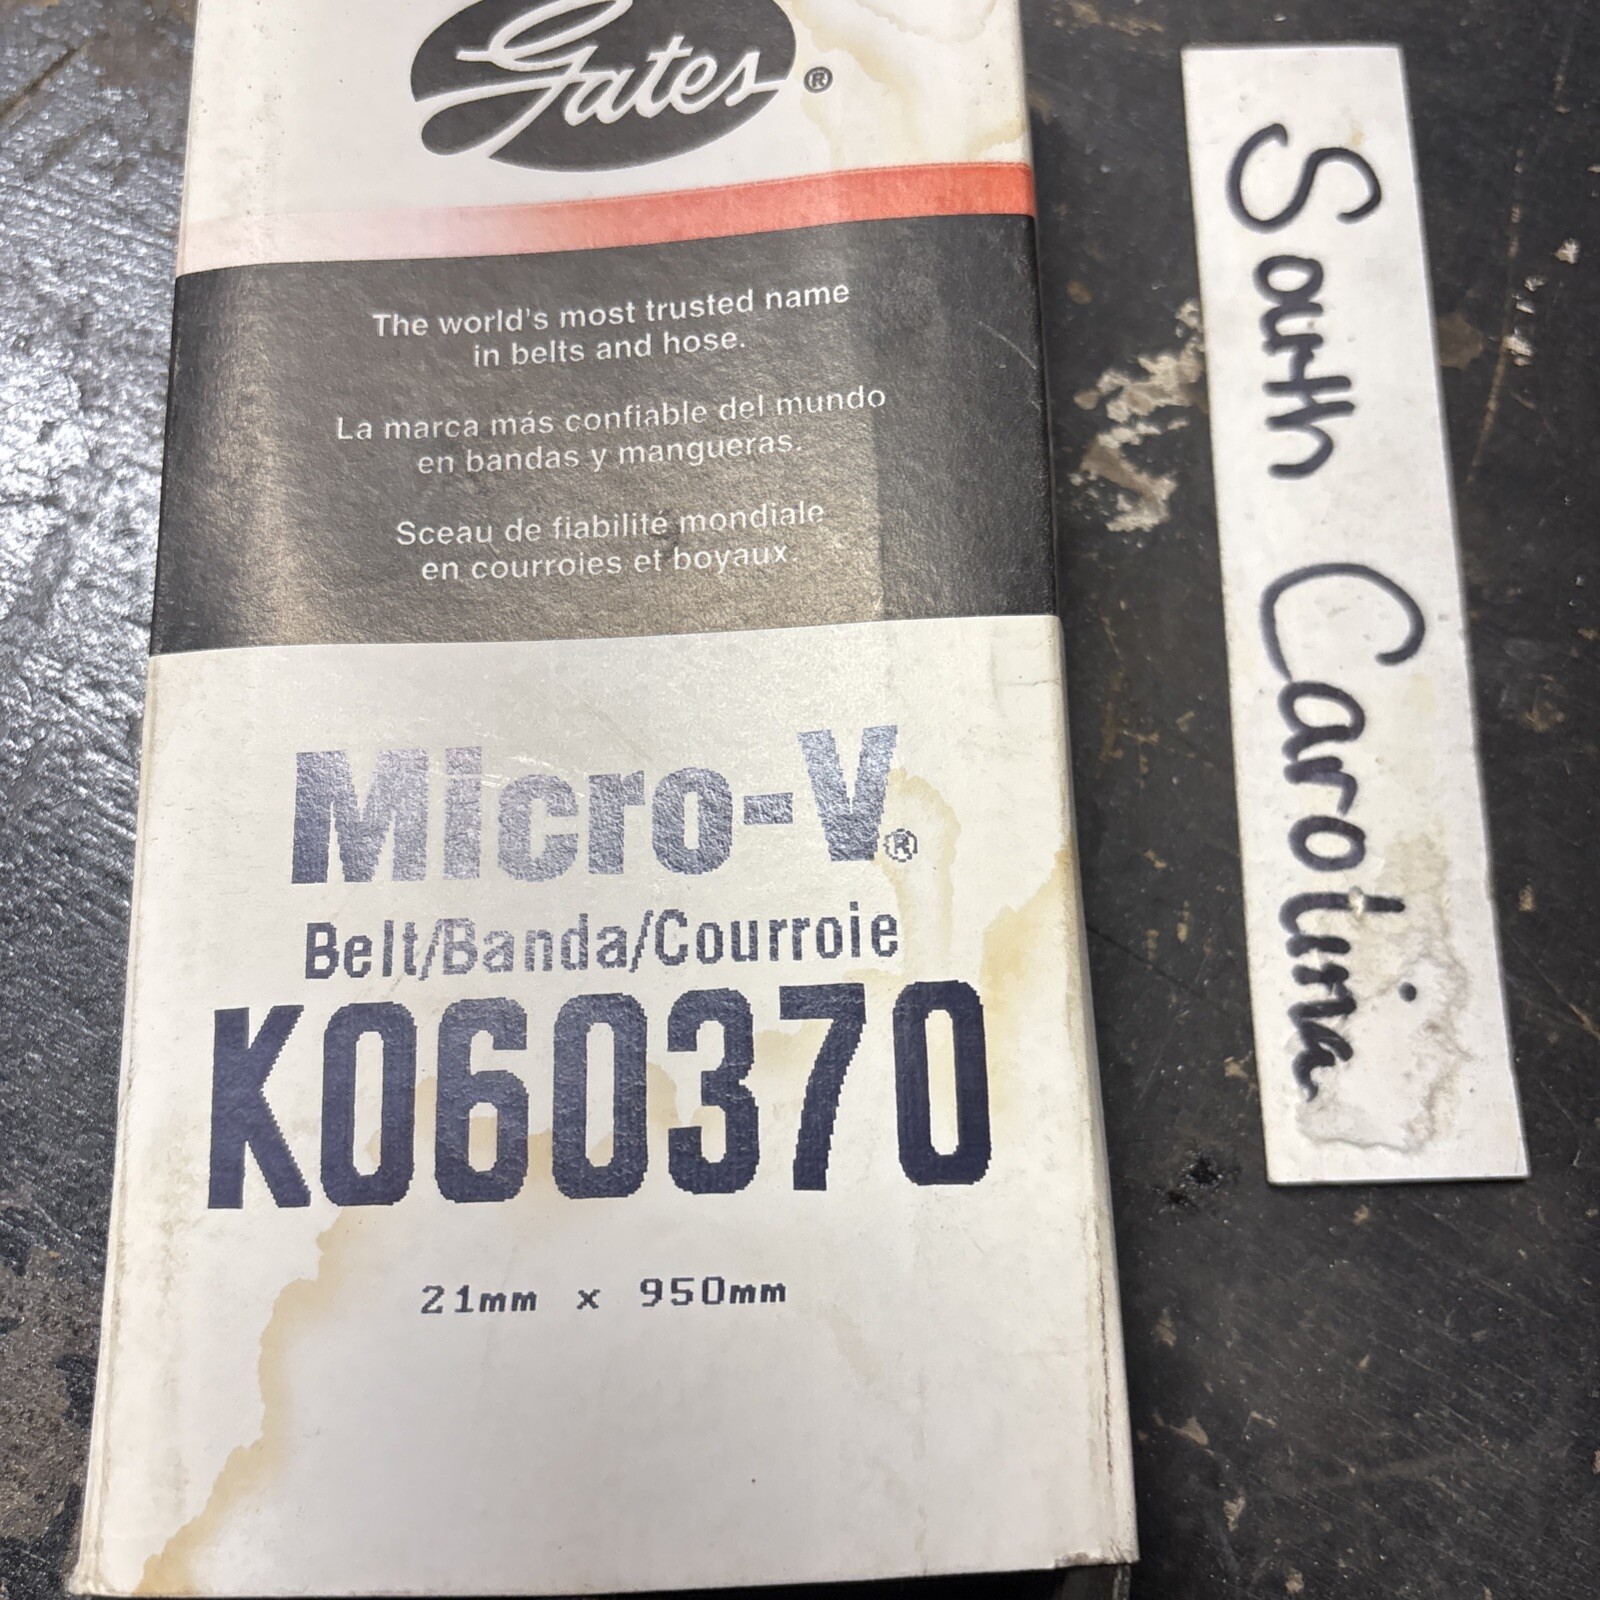 Gates®
The world's most trusted name
in belts and hose.
La marca más confiable del mundo
en bandas y mangueras.
Sceau de fiabilité mondiale
en courroies et boyaux.
Micro-V®
Belt/Banda/Courroie
K060370
21mm x 950mm
South Carolina